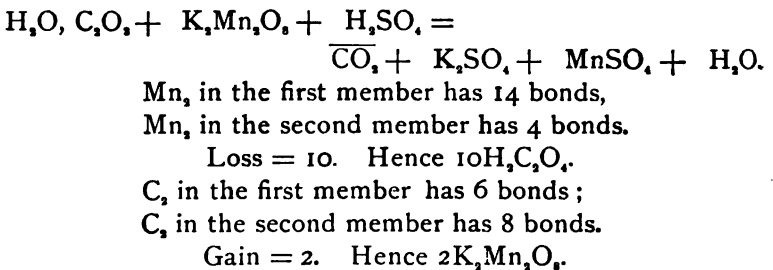 H₂O, C₂O₃ + K₂Mn₂O₈ + H₂SO₄ =
CO₂ + K₂SO₄ + MnSO₄ + H₂O.
Mn₂ in the first member has 14 bonds,
Mn₂ in the second member has 4 bonds.
Loss = 10. Hence 10H₂C₂O₄.
C₂ in the first member has 6 bonds;
C₂ in the second member has 8 bonds.
Gain = 2. Hence 2K₂Mn₂O₈.